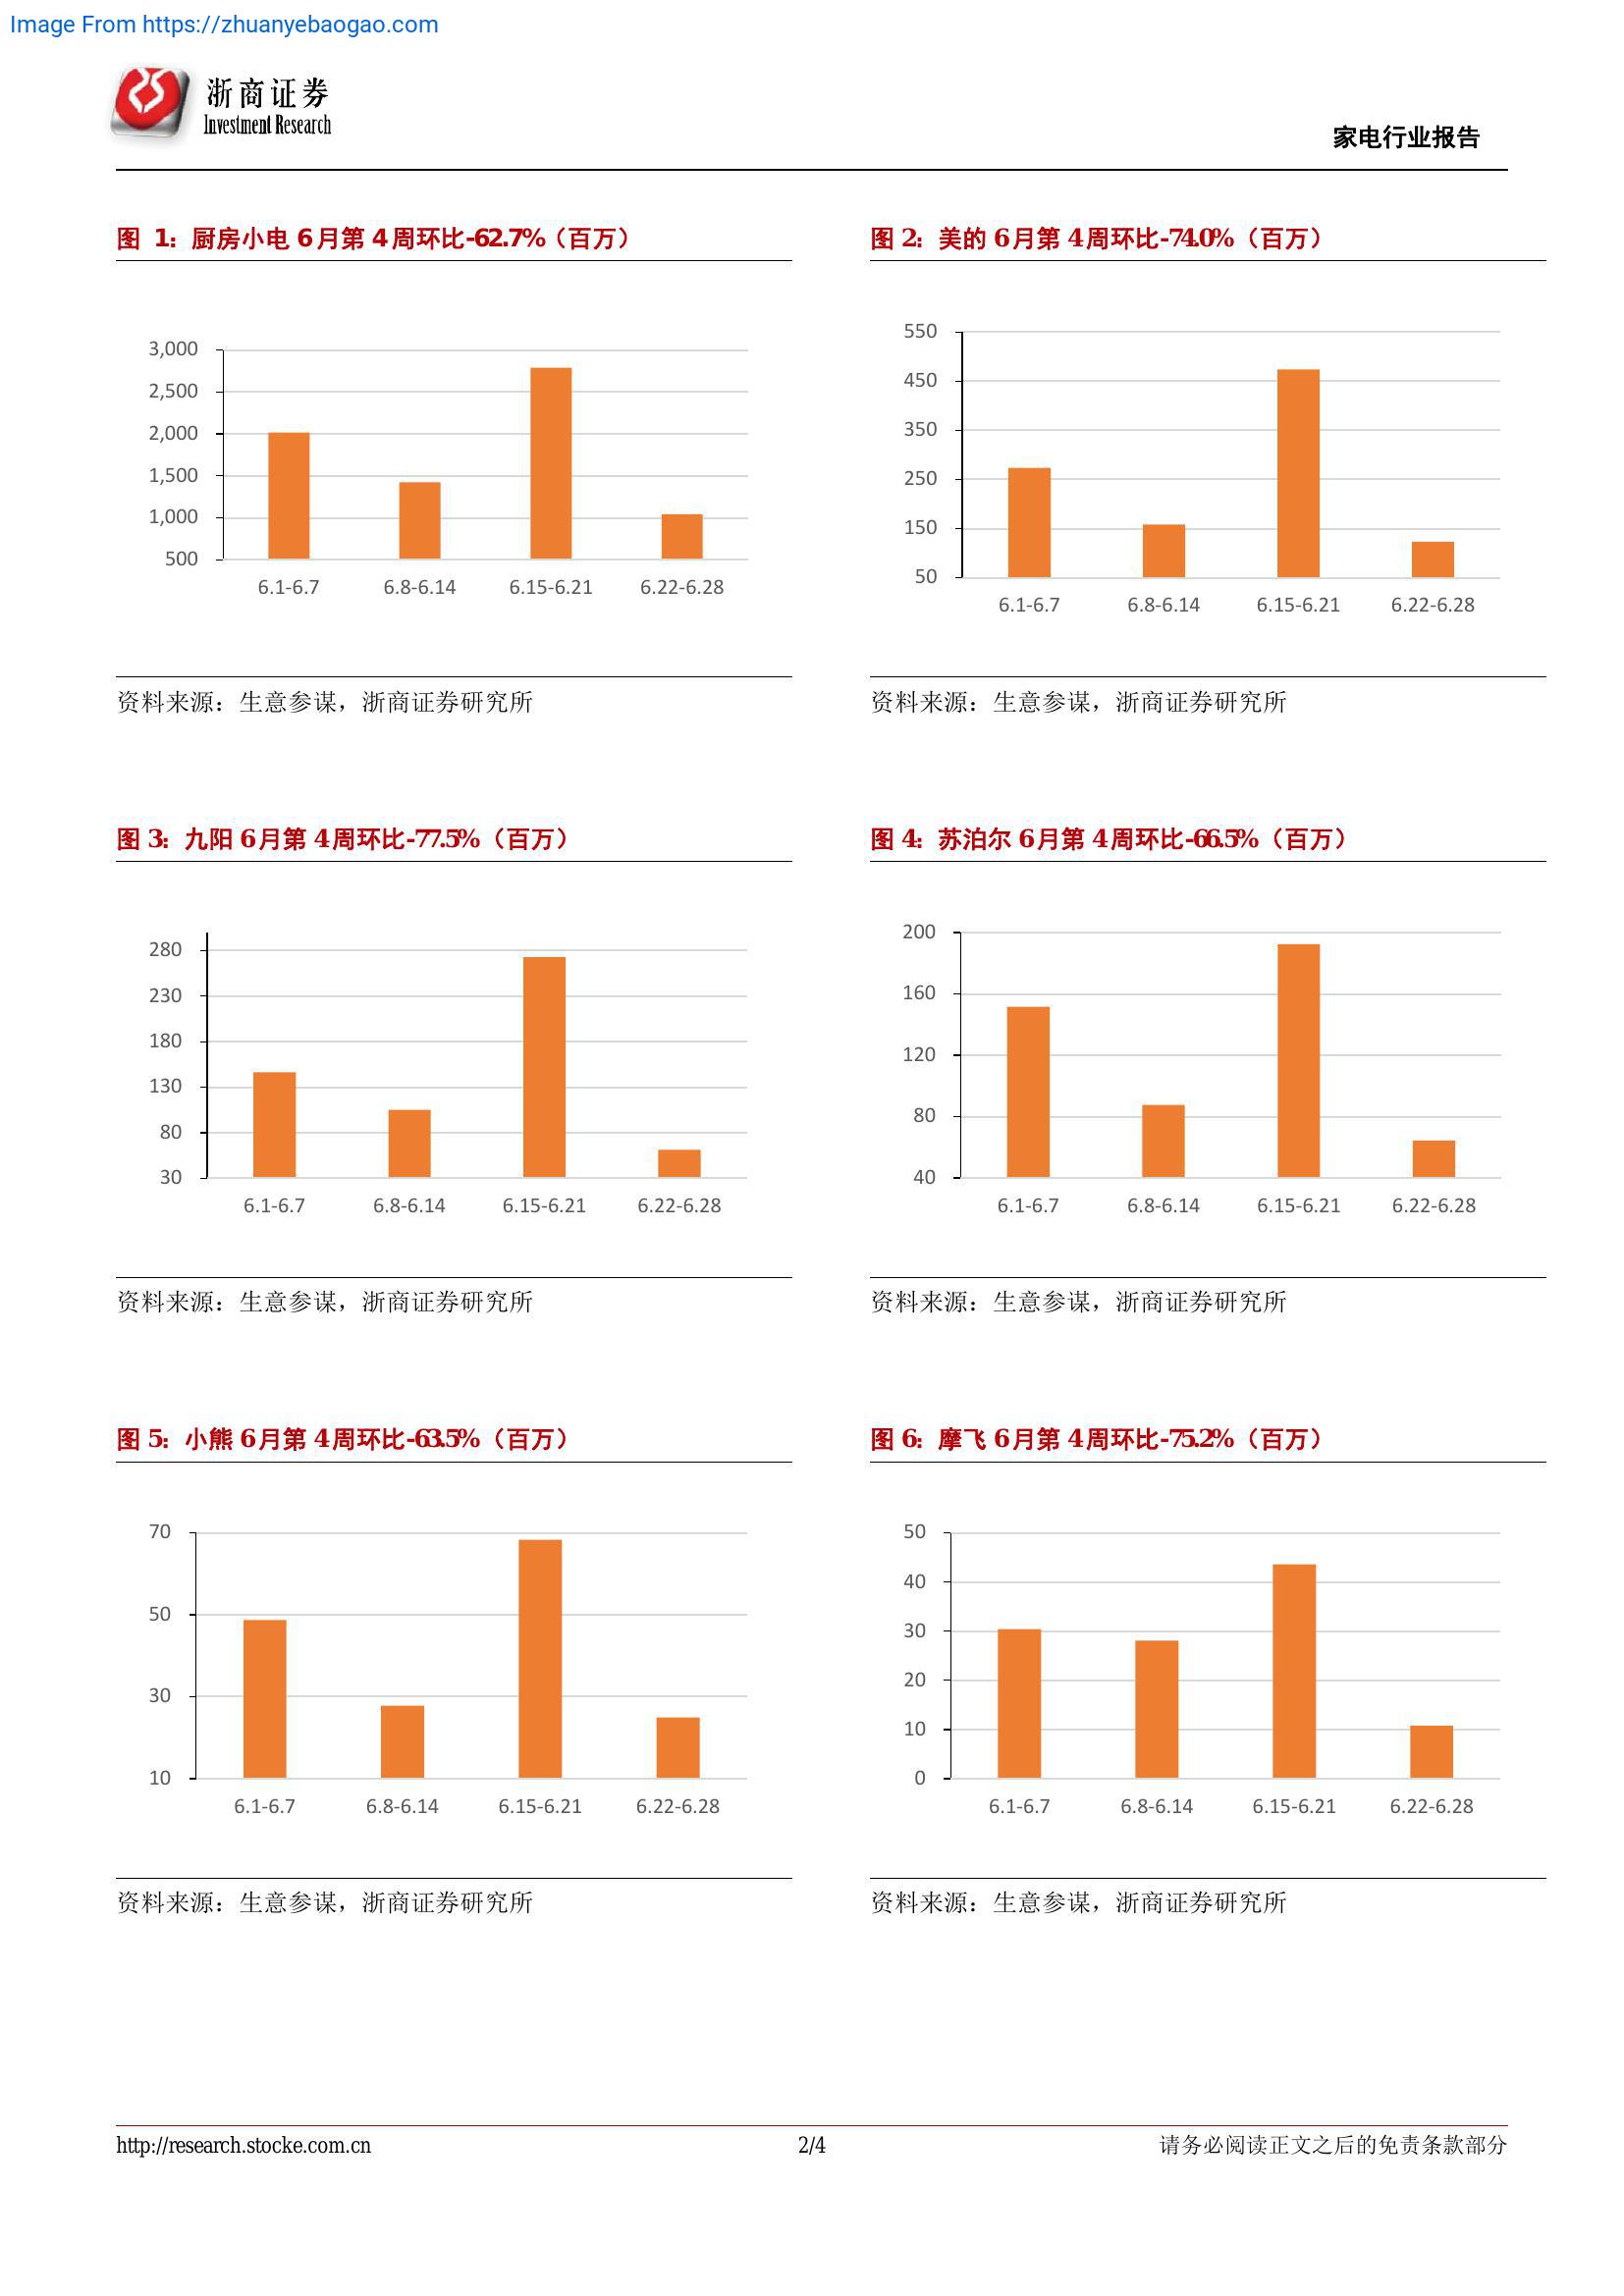 Image From https://zhuanyebaogao.com
浙商证券
Investment Research
家电行业报告
图 1：厨房小电 6 月第 4 周环比-62.7%（百万）
3,000
2,500
2,000
1,500
1,000
500
6.1-6.7 6.8-6.14 6.15-6.21 6.22-6.28
资料来源：生意参谋，浙商证券研究所
图 2：美的 6 月第 4 周环比-74.0%（百万）
550
450
350
250
150
50
6.1-6.7 6.8-6.14 6.15-6.21 6.22-6.28
资料来源：生意参谋，浙商证券研究所
图 3：九阳 6 月第 4 周环比-77.5%（百万）
280
230
180
130
80
30
6.1-6.7 6.8-6.14 6.15-6.21 6.22-6.28
资料来源：生意参谋，浙商证券研究所
图 4：苏泊尔 6 月第 4 周环比-66.5%（百万）
200
160
120
80
40
6.1-6.7 6.8-6.14 6.15-6.21 6.22-6.28
资料来源：生意参谋，浙商证券研究所
图 5：小熊 6 月第 4 周环比-63.5%（百万）
70
50
30
10
6.1-6.7 6.8-6.14 6.15-6.21 6.22-6.28
资料来源：生意参谋，浙商证券研究所
图 6：摩飞 6 月第 4 周环比-75.2%（百万）
50
40
30
20
10
0
6.1-6.7 6.8-6.14 6.15-6.21 6.22-6.28
资料来源：生意参谋，浙商证券研究所
http://research.stocke.com.cn 2/4 请务必阅读正文之后的免责条款部分